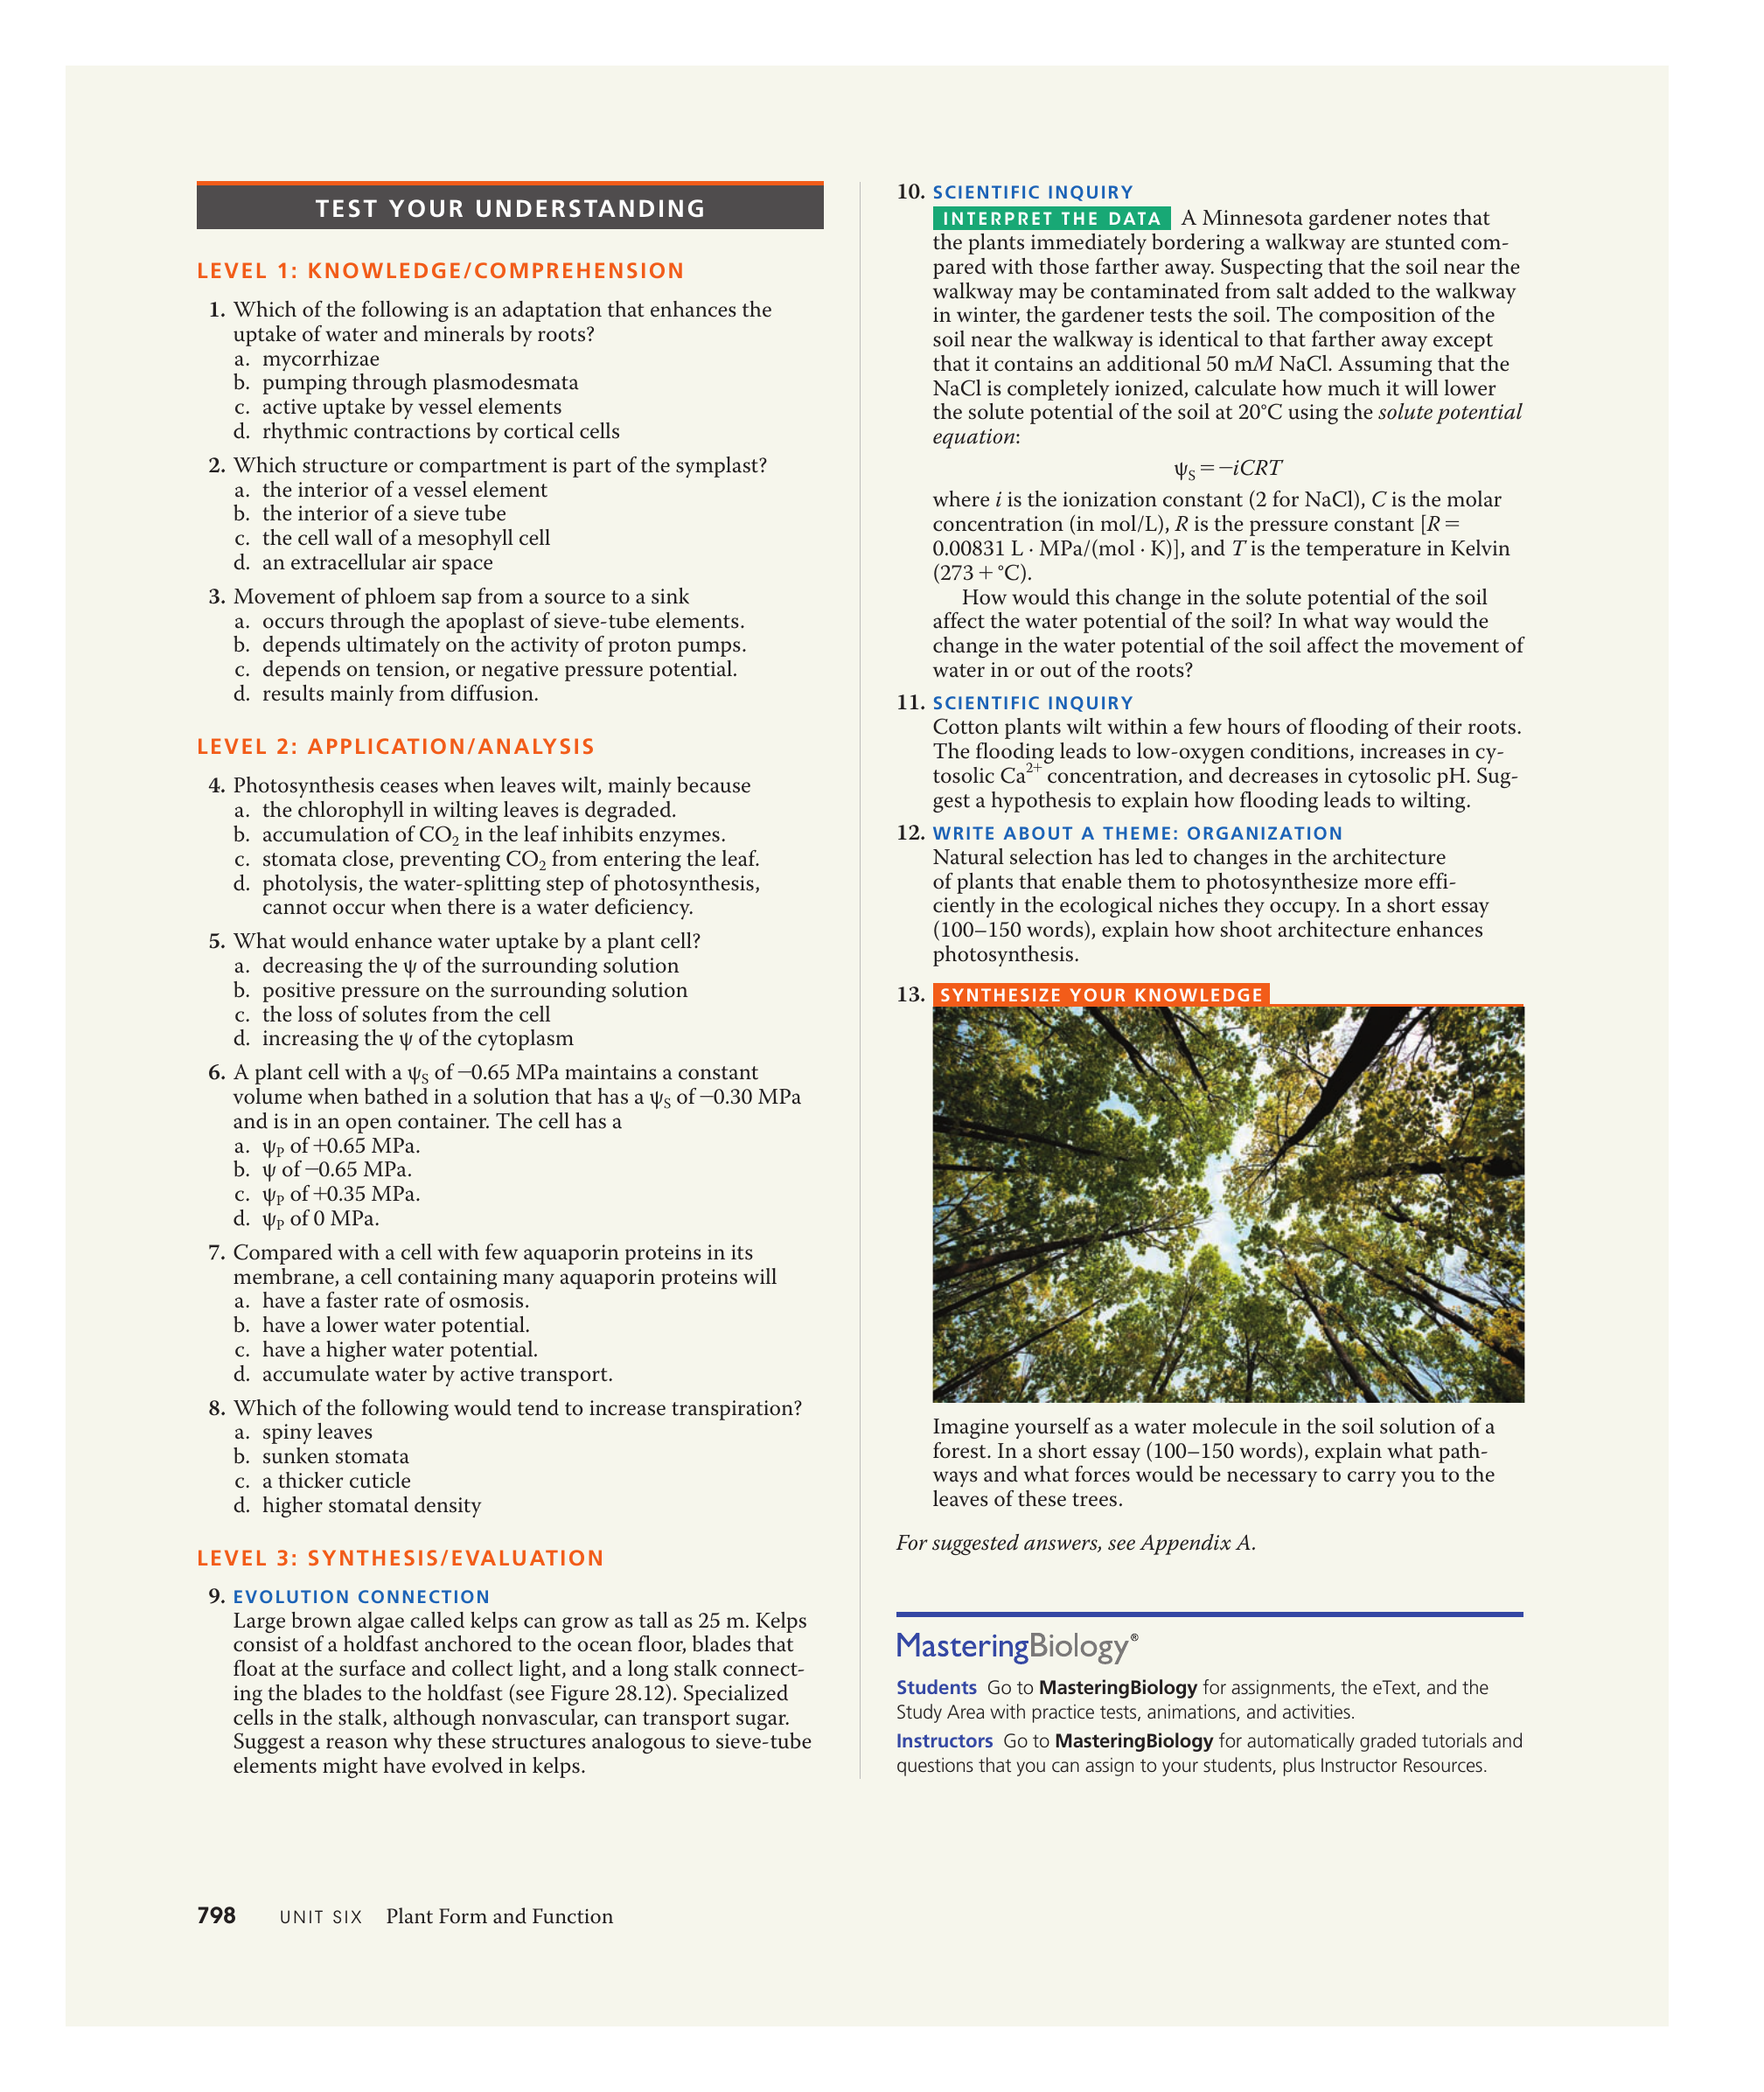 TEST YOUR UNDERSTANDING
LEVEL 1: KNOWLEDGE/COMPREHENSION
1. Which of the following is an adaptation that enhances the
uptake of water and minerals by roots?
a. mycorrhizae
b. pumping through plasmodesmata
c. active uptake by vessel elements
d. rhythmic contractions by cortical cells
2. Which structure or compartment is part of the symplast?
a. the interior of a vessel element
b. the interior of a sieve tube
c. the cell wall of a mesophyll cell
d. an extracellular air space
3. Movement of phloem sap from a source to a sink
a. occurs through the apoplast of sieve-tube elements.
b. depends ultimately on the activity of proton pumps.
c. depends on tension, or negative pressure potential.
d. results mainly from diffusion.
LEVEL 2: APPLICATION/ANALYSIS
4. Photosynthesis ceases when leaves wilt, mainly because
a. the chlorophyll in wilting leaves is degraded.
b. accumulation of CO₂ in the leaf inhibits enzymes.
c. stomata close, preventing CO₂ from entering the leaf.
d. photolysis, the water-splitting step of photosynthesis,
cannot occur when there is a water deficiency.
5. What would enhance water uptake by a plant cell?
a. decreasing the ψ of the surrounding solution
b. positive pressure on the surrounding solution
c. the loss of solutes from the cell
d. increasing the ψ of the cytoplasm
6. A plant cell with a ψS of −0.65 MPa maintains a constant
volume when bathed in a solution that has a ψS of −0.30 MPa
and is in an open container. The cell has a
a. ψP of +0.65 MPa.
b. ψ of −0.65 MPa.
c. ψP of +0.35 MPa.
d. ψP of 0 MPa.
7. Compared with a cell with few aquaporin proteins in its
membrane, a cell containing many aquaporin proteins will
a. have a faster rate of osmosis.
b. have a lower water potential.
c. have a higher water potential.
d. accumulate water by active transport.
8. Which of the following would tend to increase transpiration?
a. spiny leaves
b. sunken stomata
c. a thicker cuticle
d. higher stomatal density
LEVEL 3: SYNTHESIS/EVALUATION
9. EVOLUTION CONNECTION
Large brown algae called kelps can grow as tall as 25 m. Kelps
consist of a holdfast anchored to the ocean floor, blades that
float at the surface and collect light, and a long stalk connect-
ing the blades to the holdfast (see Figure 28.12). Specialized
cells in the stalk, although nonvascular, can transport sugar.
Suggest a reason why these structures analogous to sieve-tube
elements might have evolved in kelps.
10. SCIENTIFIC INQUIRY
INTERPRET THE DATA A Minnesota gardener notes that
the plants immediately bordering a walkway are stunted com-
pared with those farther away. Suspecting that the soil near the
walkway may be contaminated from salt added to the walkway
in winter, the gardener tests the soil. The composition of the
soil near the walkway is identical to that farther away except
that it contains an additional 50 mM NaCl. Assuming that the
NaCl is completely ionized, calculate how much it will lower
the solute potential of the soil at 20°C using the solute potential
equation:
ψS = −iCRT
where i is the ionization constant (2 for NaCl), C is the molar
concentration (in mol/L), R is the pressure constant [R =
0.00831 L · MPa/(mol · K)], and T is the temperature in Kelvin
(273 + °C).
How would this change in the solute potential of the soil
affect the water potential of the soil? In what way would the
change in the water potential of the soil affect the movement of
water in or out of the roots?
11. SCIENTIFIC INQUIRY
Cotton plants wilt within a few hours of flooding of their roots.
The flooding leads to low-oxygen conditions, increases in cy-
tosolic Ca²⁺ concentration, and decreases in cytosolic pH. Sug-
gest a hypothesis to explain how flooding leads to wilting.
12. WRITE ABOUT A THEME: ORGANIZATION
Natural selection has led to changes in the architecture
of plants that enable them to photosynthesize more effi-
ciently in the ecological niches they occupy. In a short essay
(100–150 words), explain how shoot architecture enhances
photosynthesis.
13. SYNTHESIZE YOUR KNOWLEDGE
Imagine yourself as a water molecule in the soil solution of a
forest. In a short essay (100–150 words), explain what path-
ways and what forces would be necessary to carry you to the
leaves of these trees.
For suggested answers, see Appendix A.
MasteringBiology®
Students Go to MasteringBiology for assignments, the eText, and the
Study Area with practice tests, animations, and activities.
Instructors Go to MasteringBiology for automatically graded tutorials and
questions that you can assign to your students, plus Instructor Resources.
798 UNIT SIX Plant Form and Function